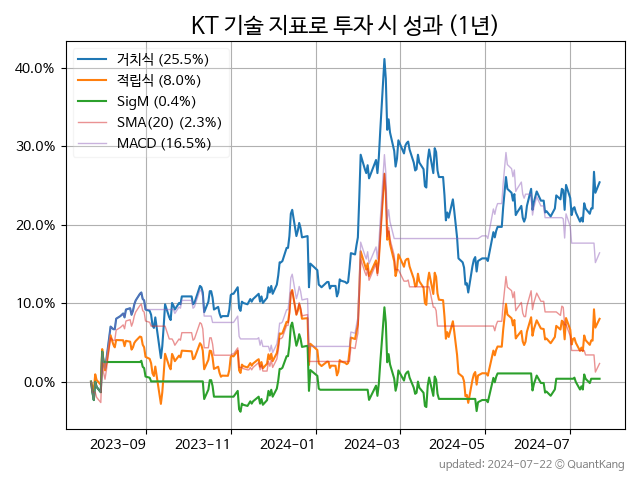 KT 기술 지표로 투자 시 성과 (1년)
거치식 (25.5%)
적립식 (8.0%)
SigM (0.4%)
SMA(20) (2.3%)
MACD (16.5%)
40.0%
30.0%
20.0%
10.0%
0.0%
2023-09 2023-11 2024-01 2024-03 2024-05 2024-07
updated: 2024-07-22 © QuantKang